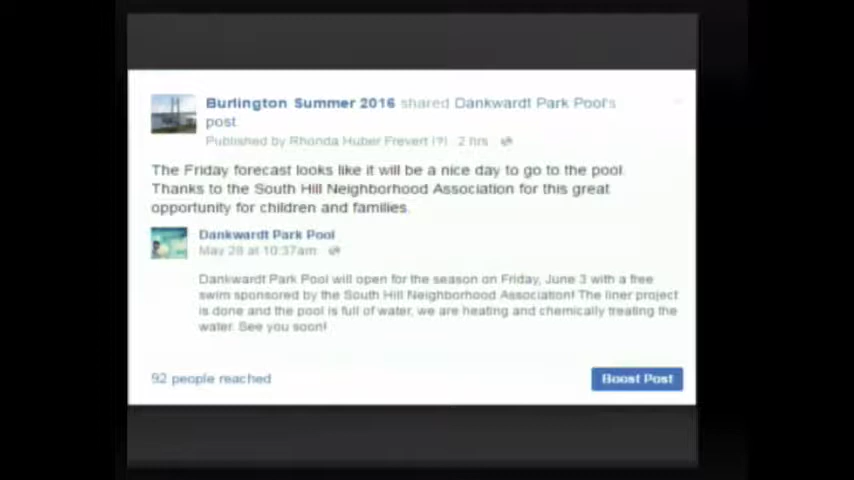 Burlington Summer 2016 shared Dankwardt Park Pool's
post
Published by Rhonda Huber Frevert [?] 2 hrs
The Friday forecast looks like it will be a nice day to go to the pool.
Thanks to the South Hill Neighborhood Association for this great
opportunity for children and families.
Dankwardt Park Pool
May 28 at 10:37am
Dankwardt Park Pool will open for the season on Friday, June 3 with a free
swim sponsored by the South Hill Neighborhood Association! The liner project
is done and the pool is full of water, we are heating and chemically treating the
water. See you soon!
92 people reached
Boost Post